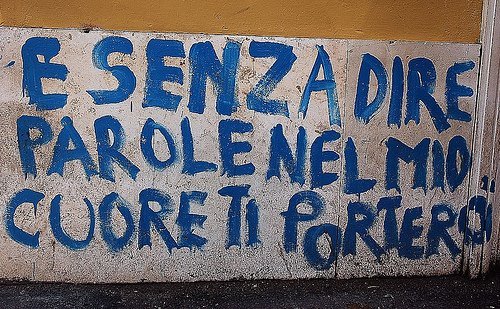 E SENZA DIRE
PAROLE NEL MIO
CUORE TI PORTERÒ